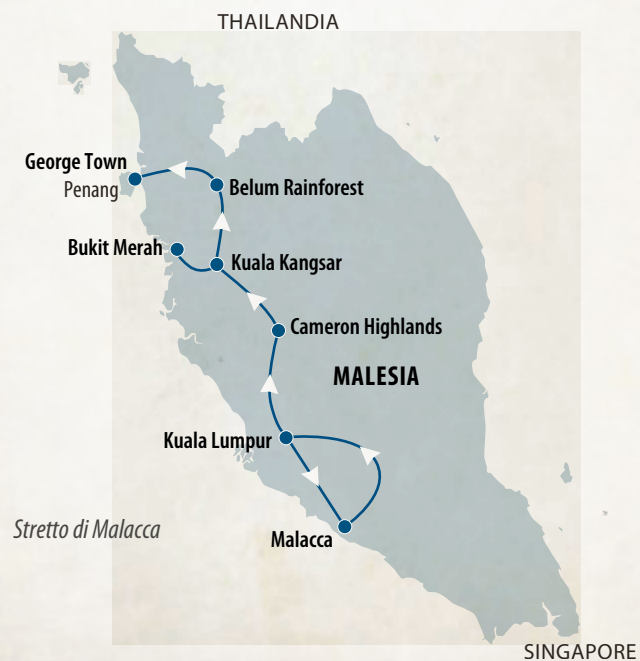 THAILANDIA
George Town
Penang
Belum Rainforest
Bukit Merah
Kuala Kangsar
Cameron Highlands
MALESIA
Kuala Lumpur
Stretto di Malacca
Malacca
SINGAPORE